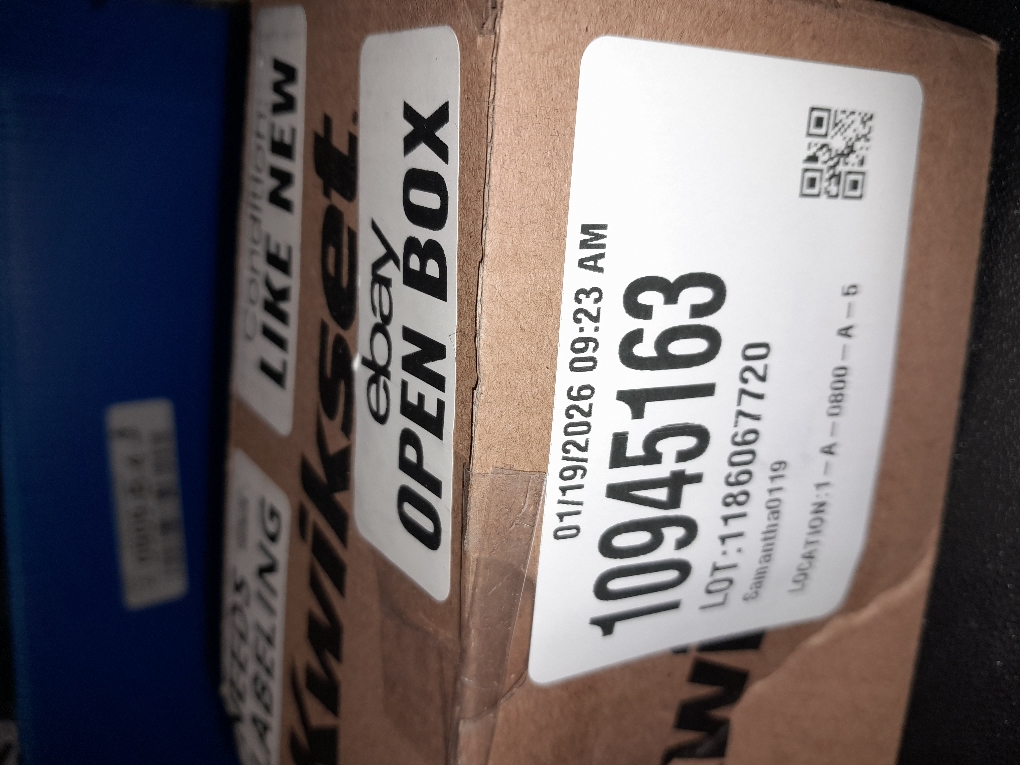 condition:
LIKE NEW
NEEDS
LABELING
Kwikset
ebay
OPEN BOX
01/19/2026 09:23 AM
10945163
LOT:1186067720
Samantha0119
LOCATION:1-A-0800-A-5